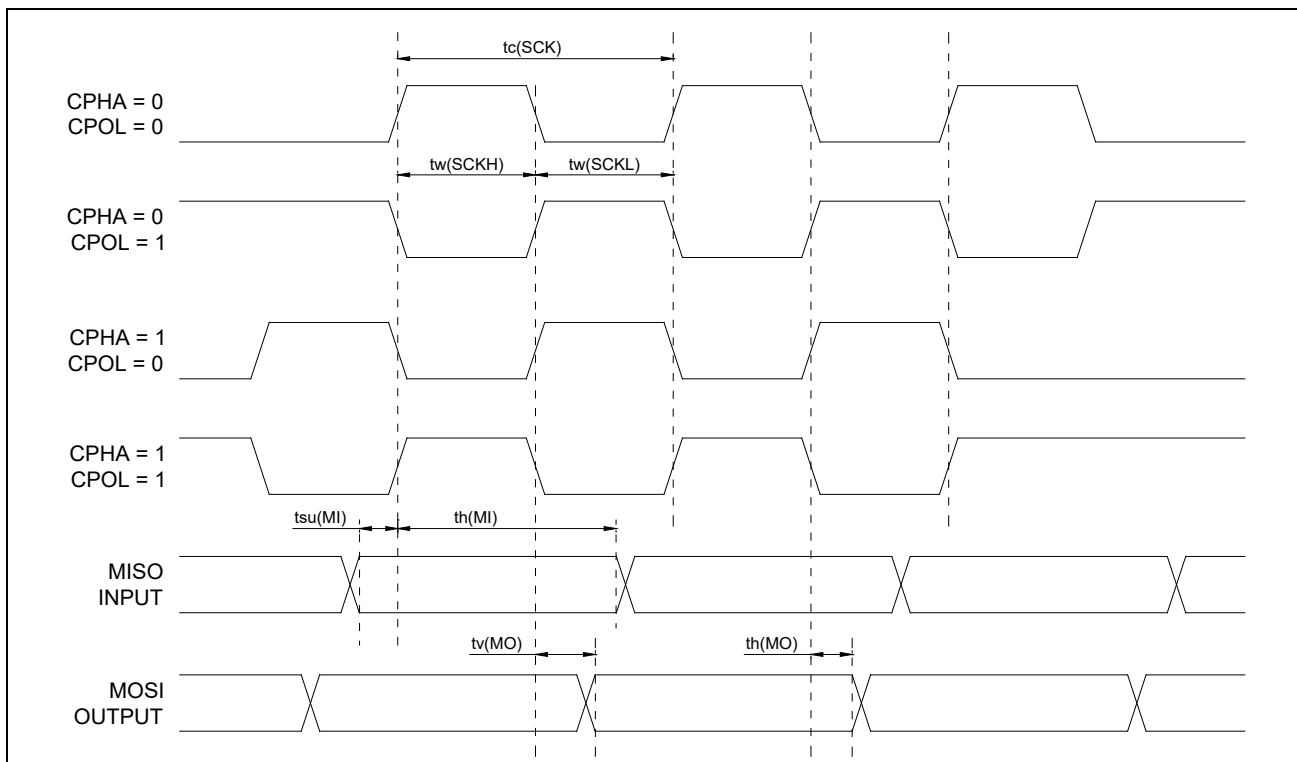 tc(SCK)
CPHA = 0
CPOL = 0
tw(SCKH)
tw(SCKL)
CPHA = 0
CPOL = 1
CPHA = 1
CPOL = 0
CPHA = 1
CPOL = 1
tsu(MI)
th(MI)
MISO
INPUT
tv(MO)
th(MO)
MOSI
OUTPUT